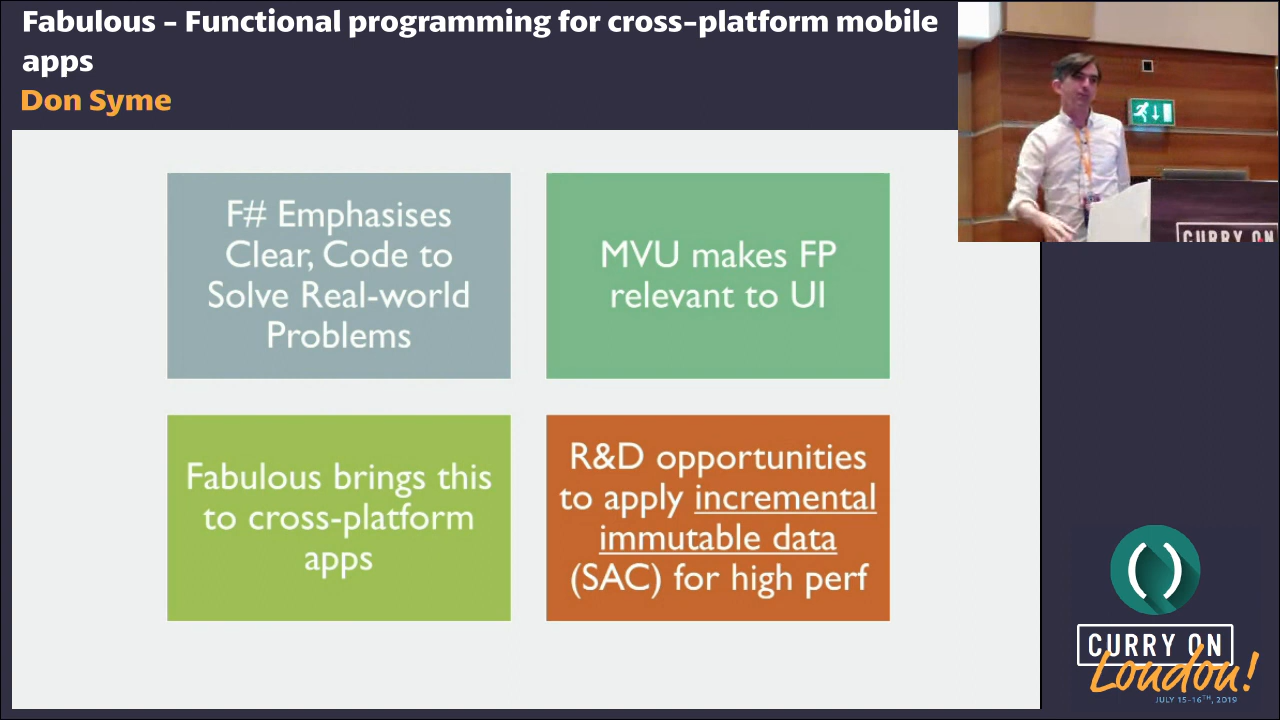 Fabulous – Functional programming for cross-platform mobile
apps
Don Syme
F# Emphasises
Clear, Code to
Solve Real-world
Problems
MVU makes FP
relevant to UI
Fabulous brings this
to cross-platform
apps
R&D opportunities
to apply incremental
immutable data
(SAC) for high perf
CURRY ON
CURRY ON
London!
JULY 15-16TH, 2019